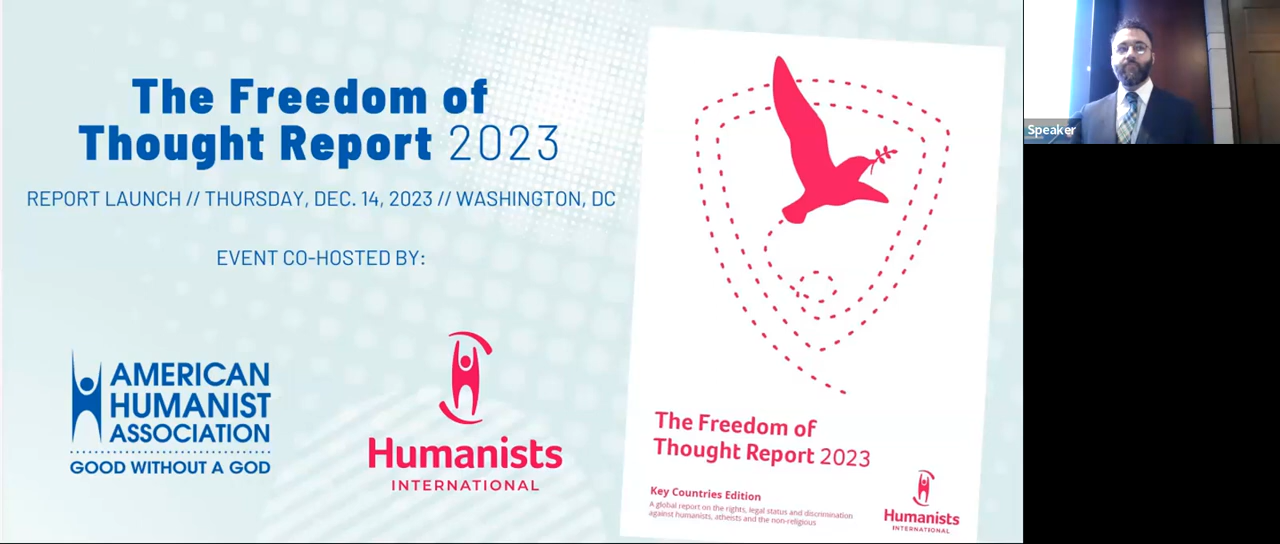 The Freedom of
Thought Report 2023
REPORT LAUNCH // THURSDAY, DEC. 14, 2023 // WASHINGTON, DC
EVENT CO-HOSTED BY:
AMERICAN
HUMANIST
ASSOCIATION
GOOD WITHOUT A GOD
Humanists
INTERNATIONAL
The Freedom of
Thought Report 2023
Key Countries Edition
A global report on the rights, legal status and discrimination
against humanists, atheists and the non-religious
Humanists
INTERNATIONAL
Speaker